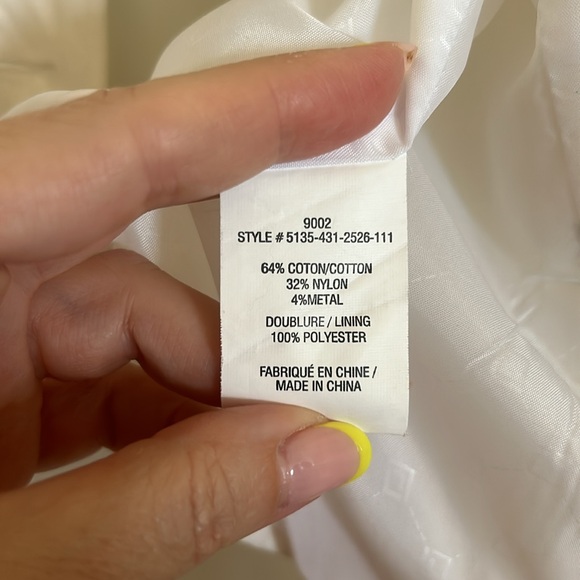 9002
STYLE # 5135-431-2526-111
64% COTON/COTTON
32% NYLON
4%METAL
DOUBLURE / LINING
100% POLYESTER
FABRIQUÉ EN CHINE /
MADE IN CHINA